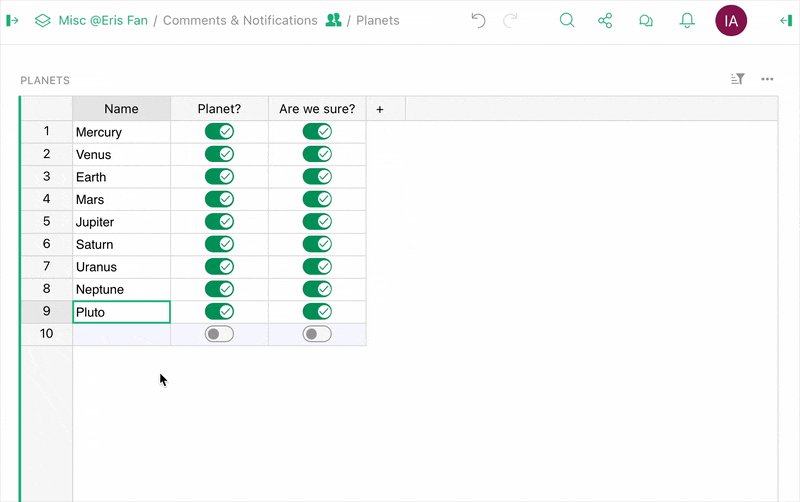 Misc @Eris Fan / Comments & Notifications / Planets
IA
PLANETS
Name Planet? Are we sure? +
1 Mercury
2 Venus
3 Earth
4 Mars
5 Jupiter
6 Saturn
7 Uranus
8 Neptune
9 Pluto
10